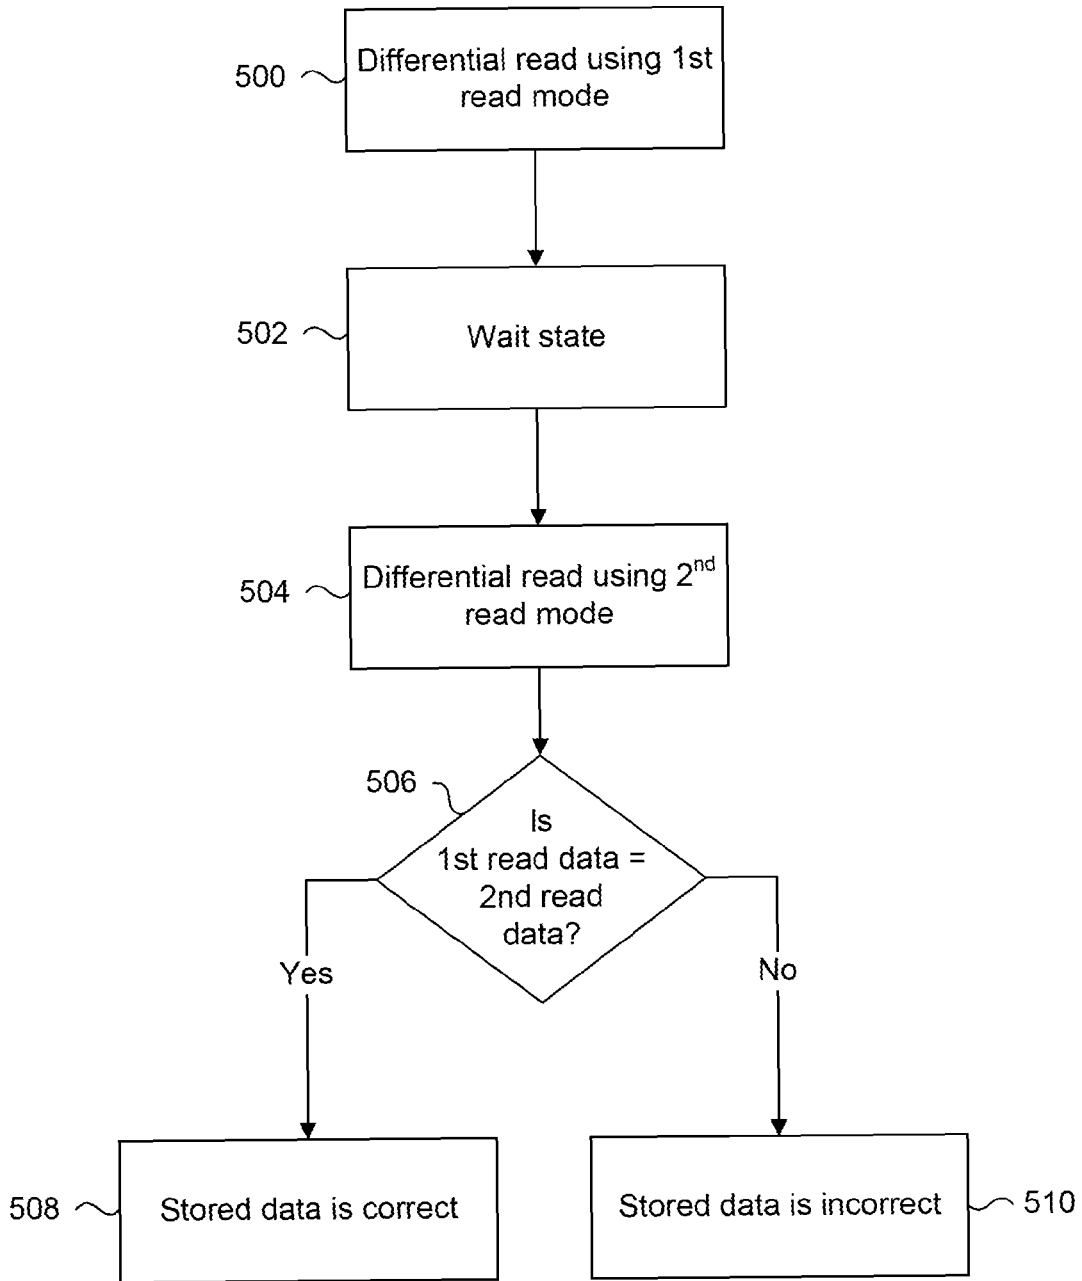 500
Differential read using 1st
read mode
502
Wait state
504
Differential read using 2nd
read mode
506
Is
1st read data =
2nd read
data?
Yes
No
508
Stored data is correct
Stored data is incorrect
510